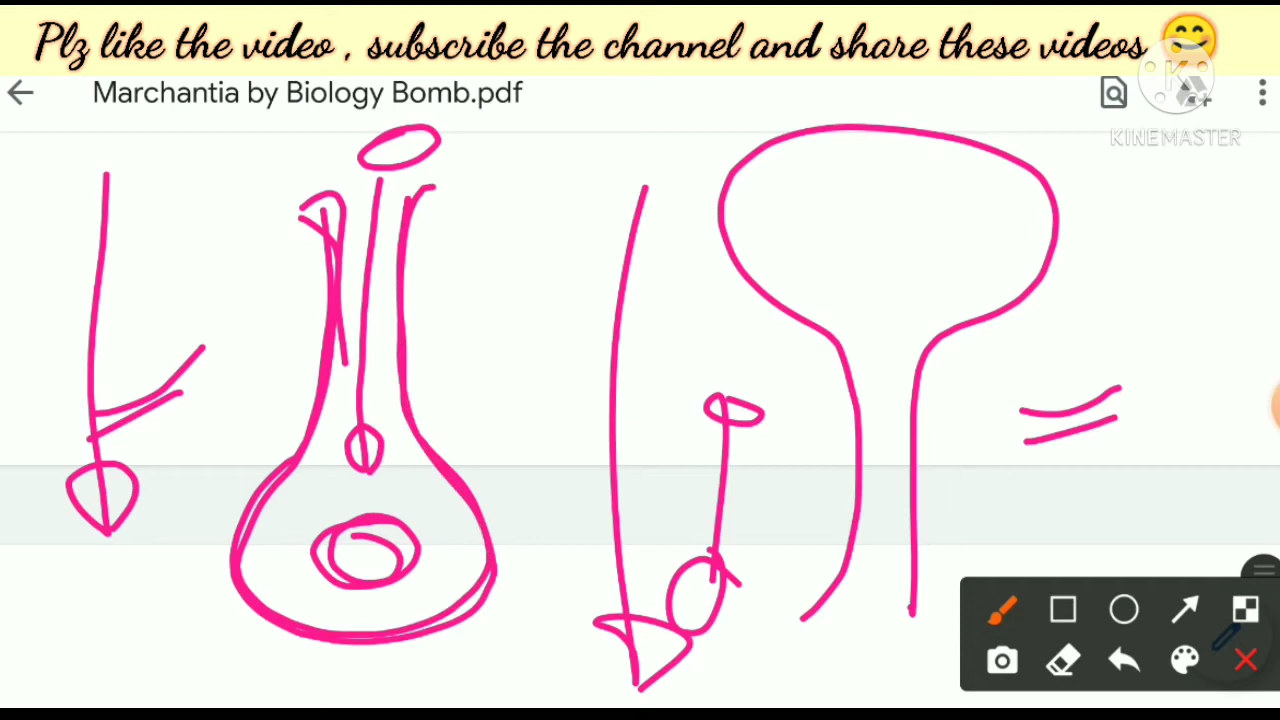 Plz like the video , subscribe the channel and share these videos 😊
Marchantia by Biology Bomb.pdf
KINEMASTER